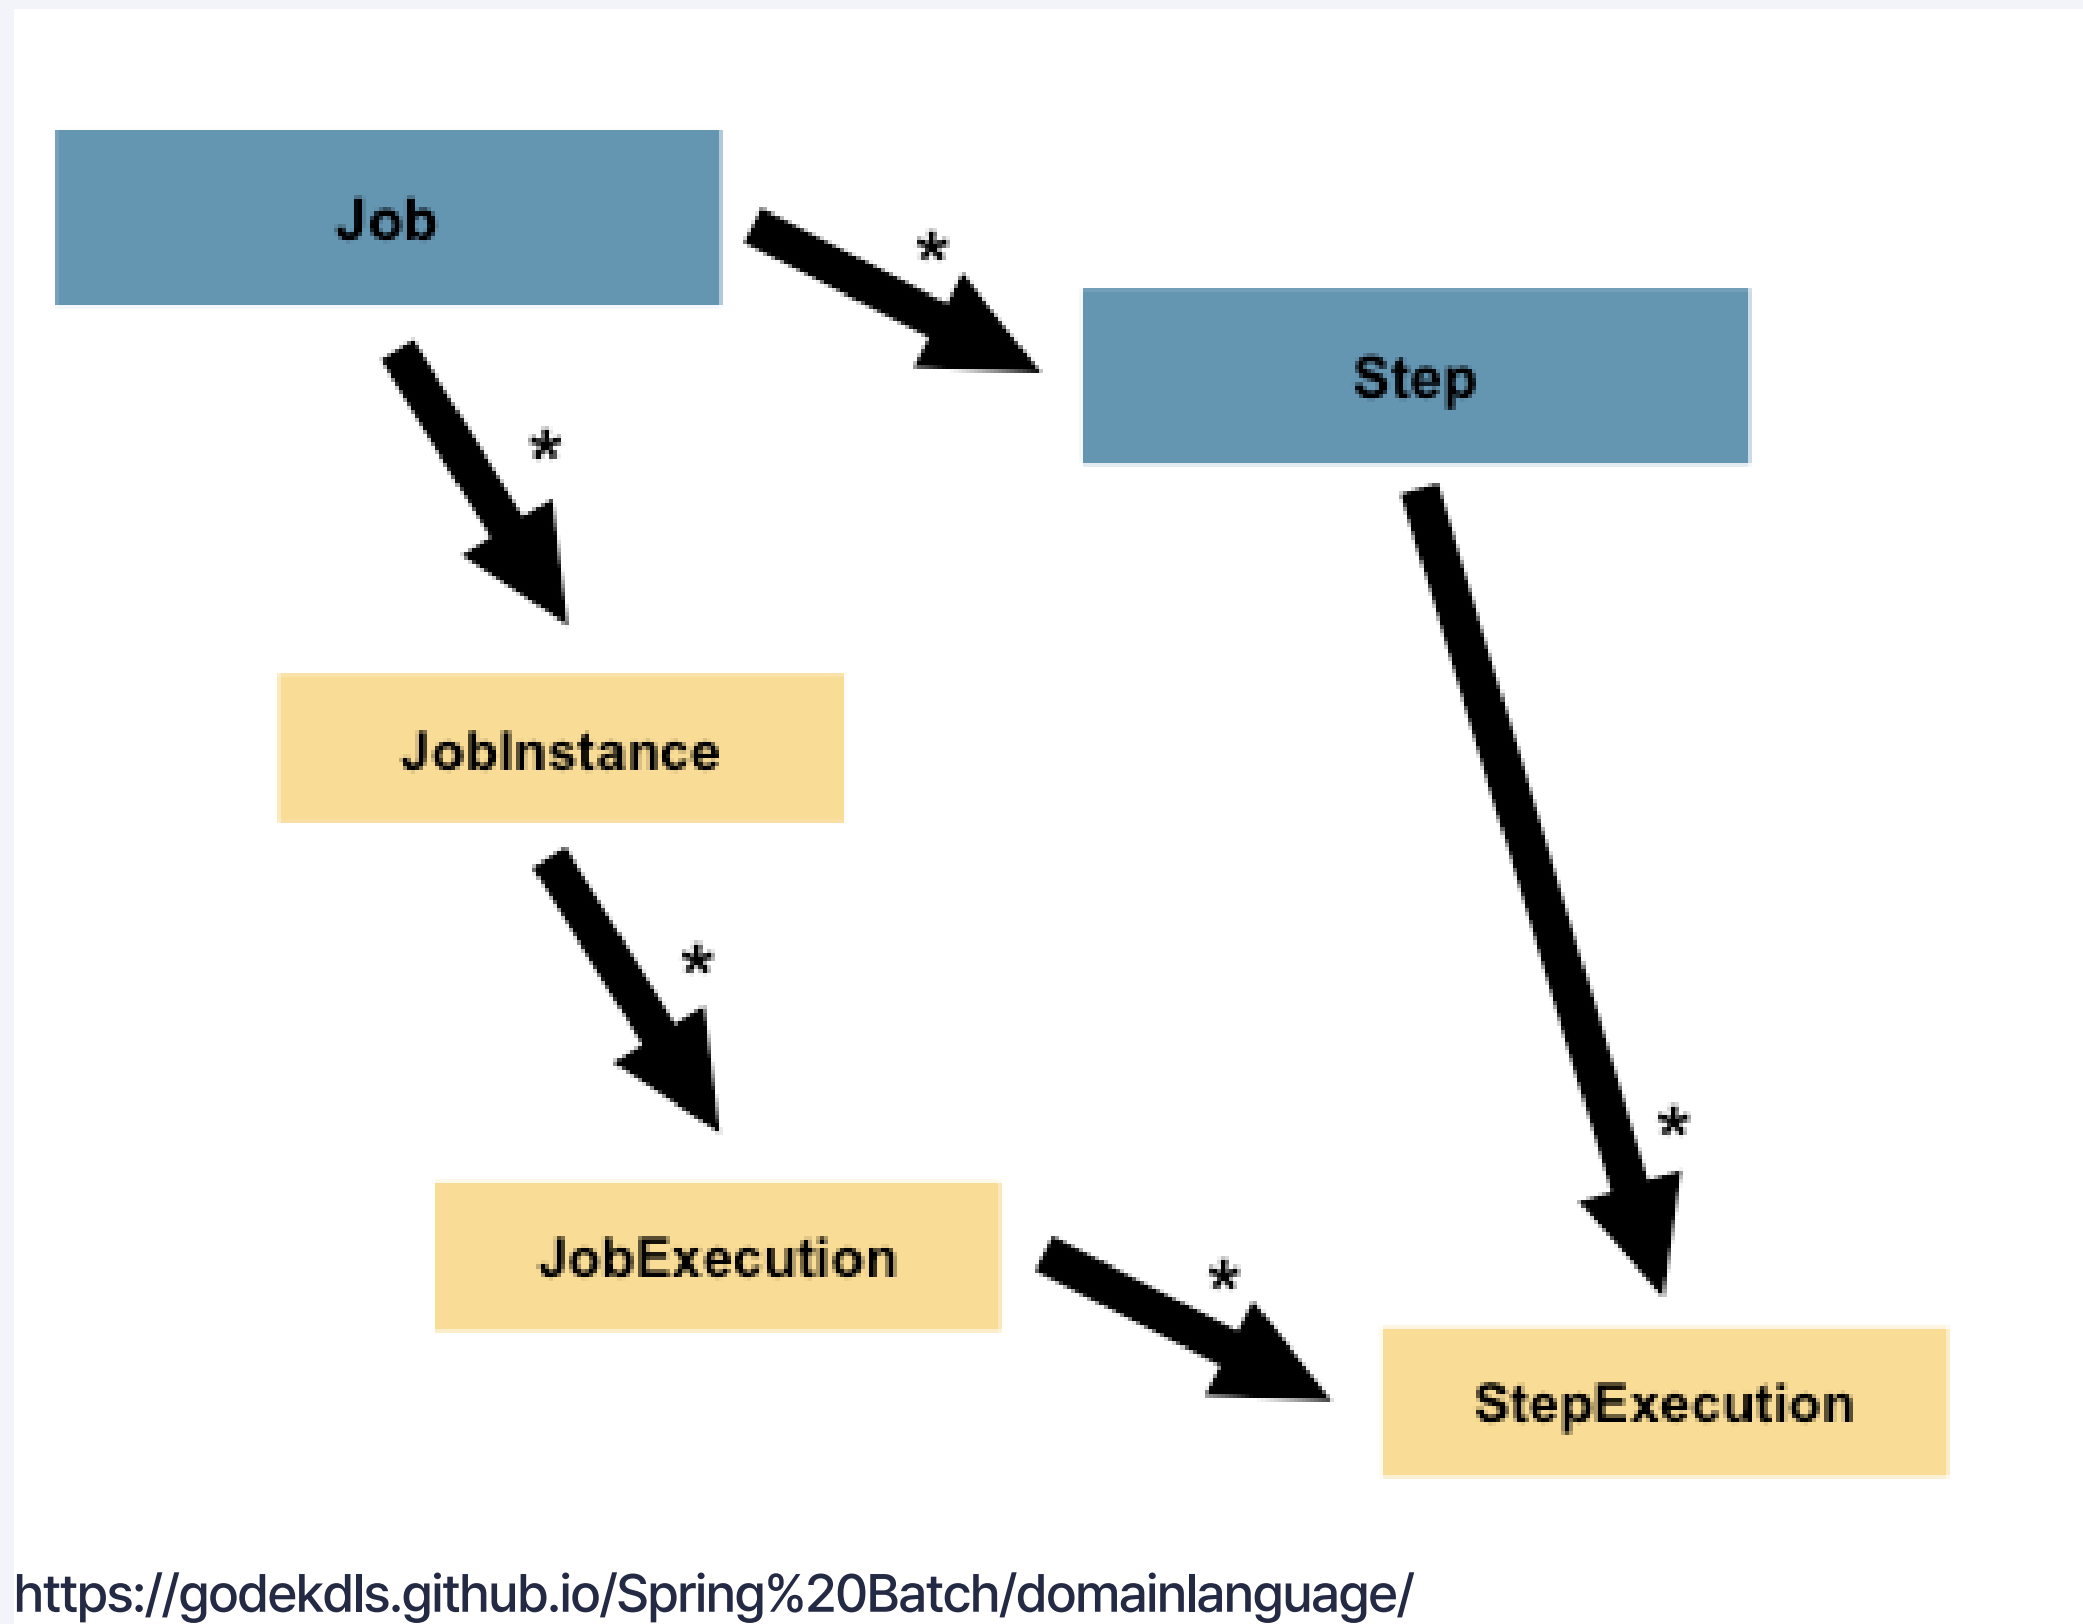 Job
*
Step
*
JobInstance
*
*
JobExecution
*
StepExecution
https://godekdls.github.io/Spring%20Batch/domainlanguage/